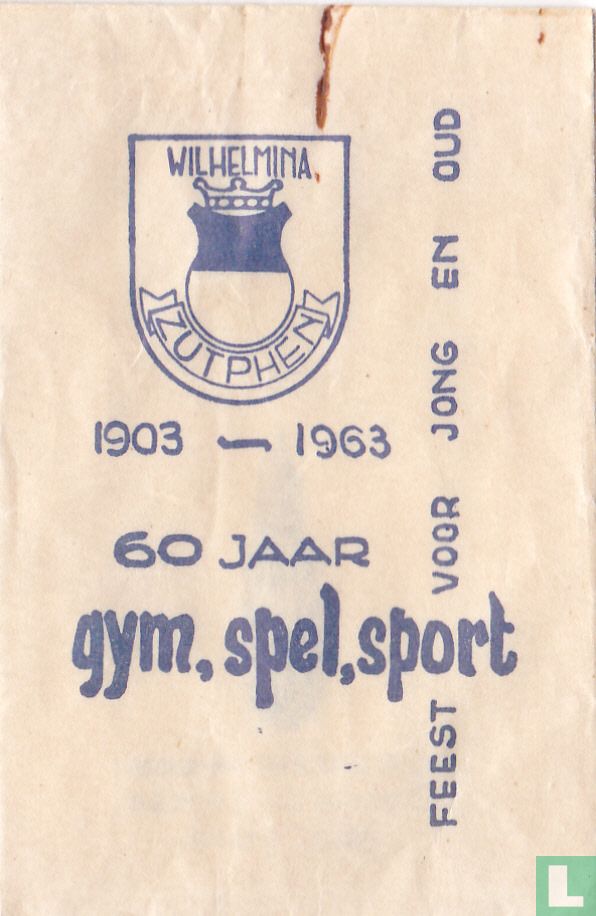 WILHELMINA
ZUTPHEN
1903 - 1963
60 JAAR
gym, spel, sport
FEEST VOOR JONG EN OUD
L